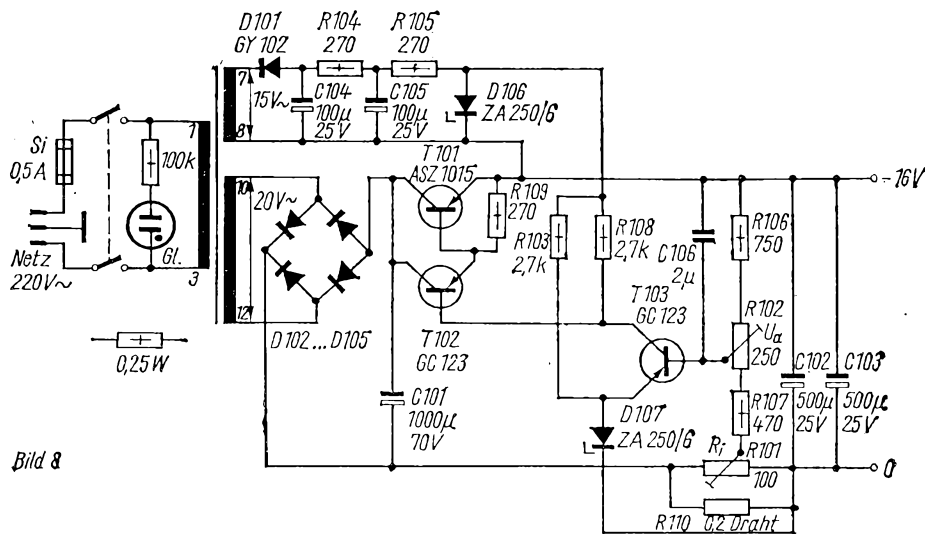 D101
GY 102
R104
270
R105
270
7
15V~
8
C104
100µ
25V
C105
100µ
25V
D106
ZA 250/6
Si
0,5A
1
100k
Gl.
3
Netz
220V~
10
20V~
12
T101
ASZ 1015
R109
270
R103
2,7k
R108
2,7k
C106
2µ
R106
750
-16V
T103
GC 123
R102
Ua
250
C102
500µ
25V
C103
500µ
25V
0,25W
D102...D105
T102
GC 123
C101
1000µ
70V
D107
ZA 250/6
R107
470
Ri
R101
100
0
R110
0,2 Draht
Bild 8